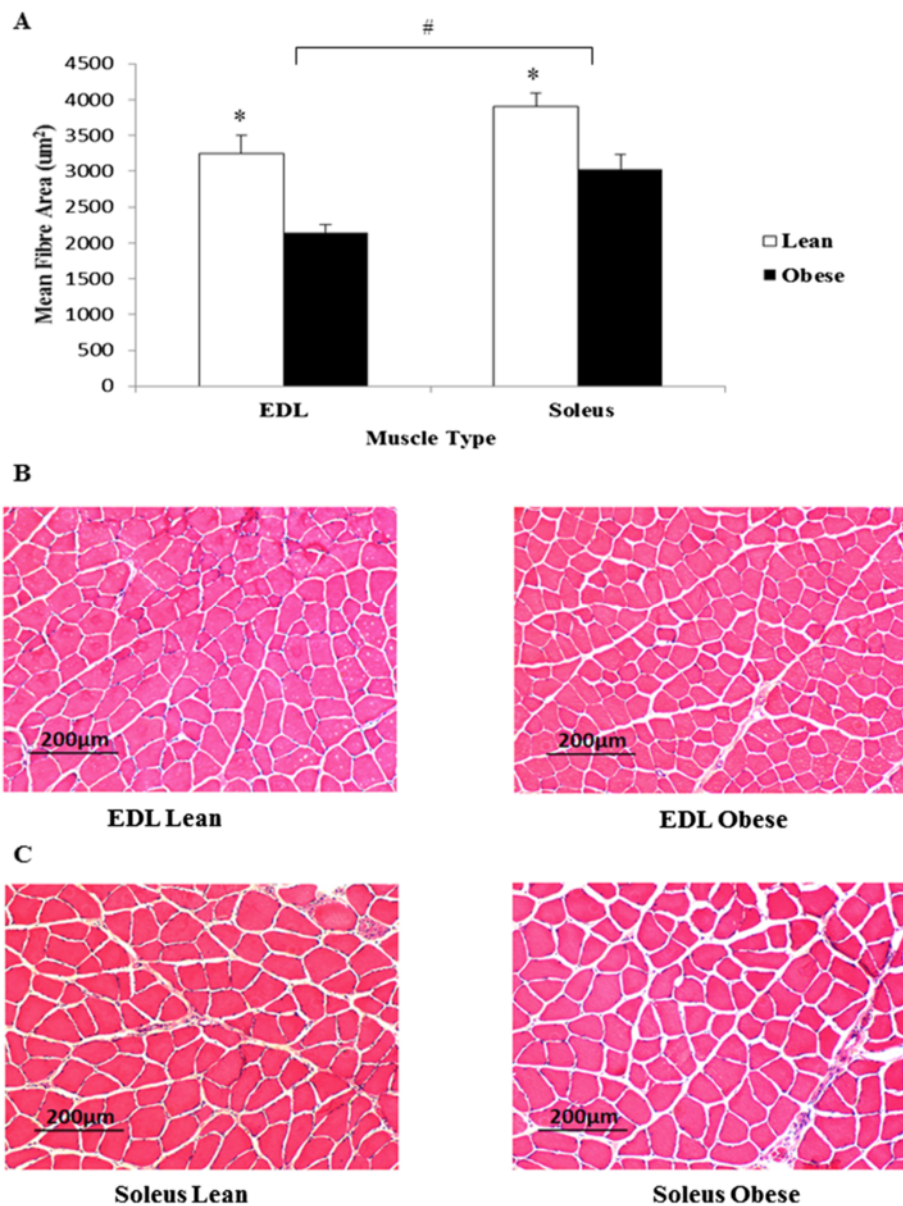 A
#
4500
4000
3500
3000
2500
2000
1500
1000
500
0
*
*
Mean Fibre Area (um²)
EDL
Soleus
Muscle Type
Lean
Obese
B
200µm
200µm
EDL Lean
EDL Obese
C
200µm
200µm
Soleus Lean
Soleus Obese